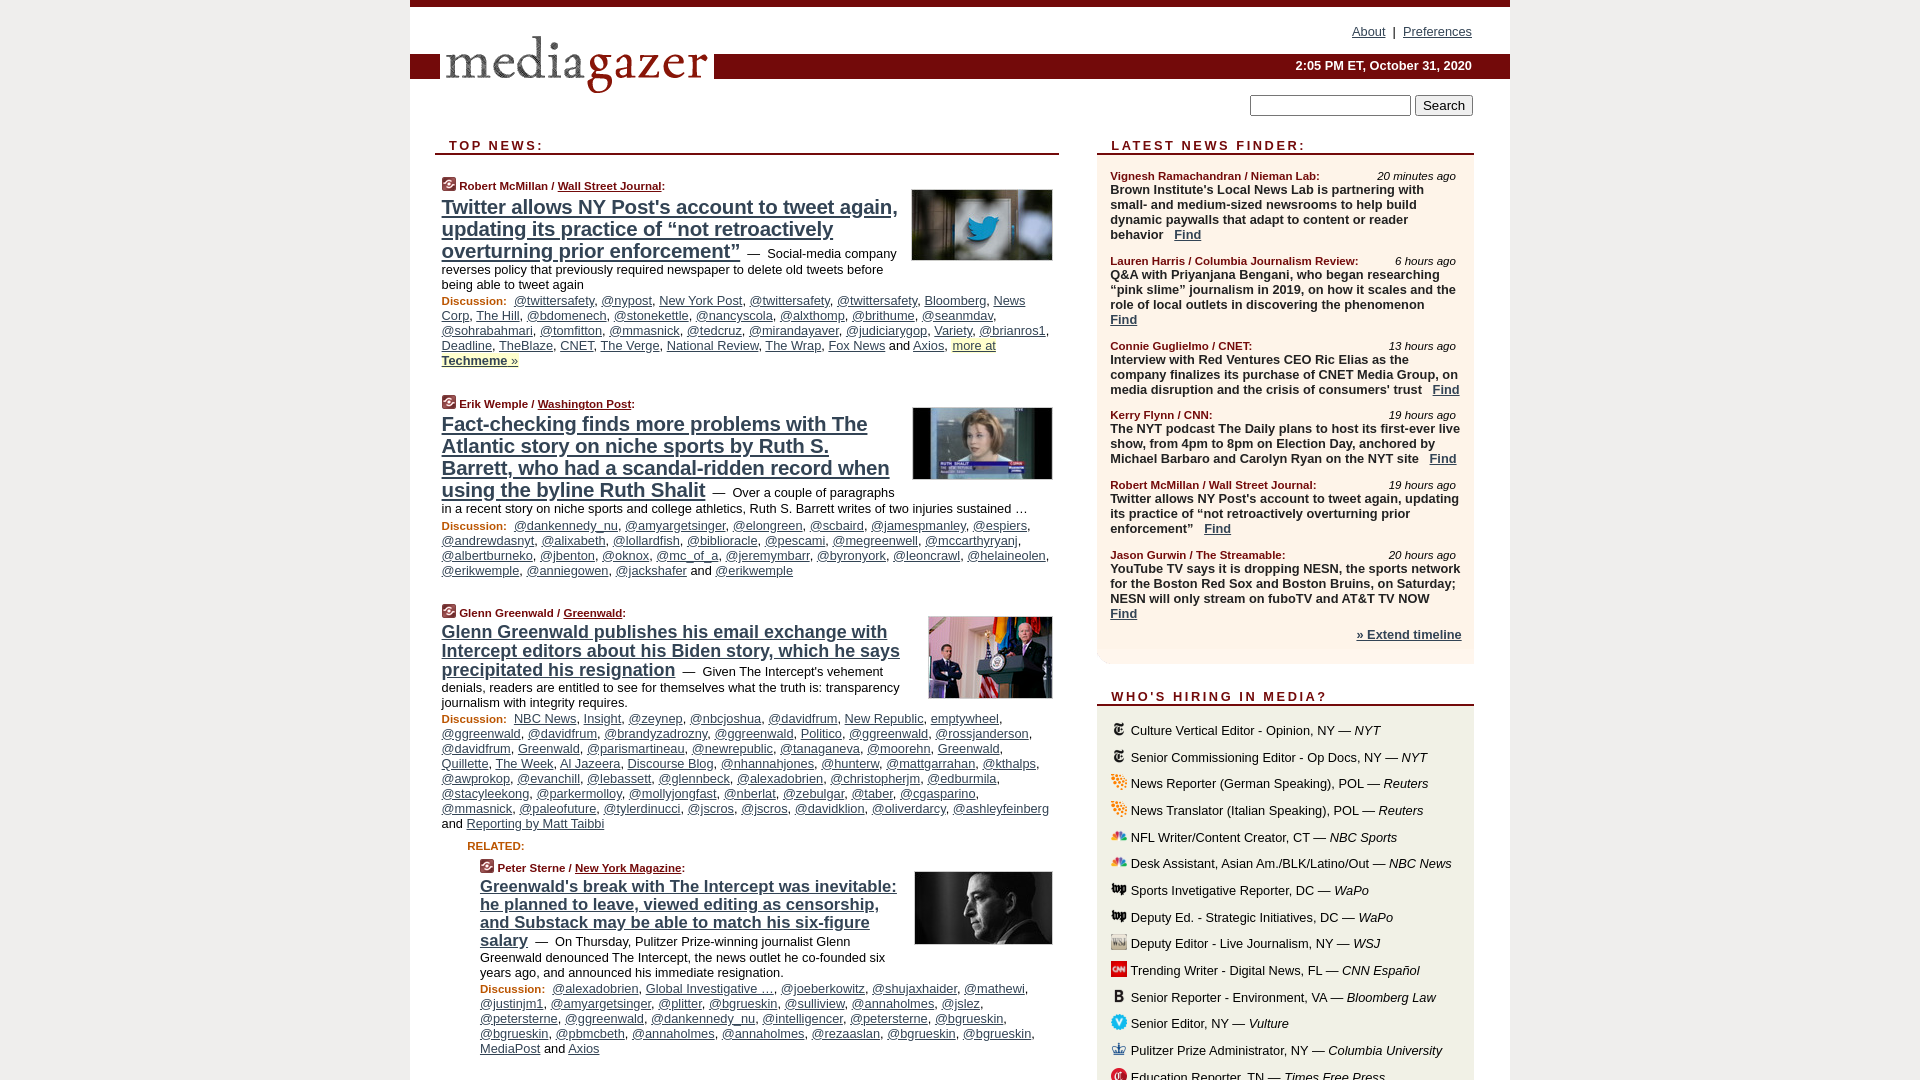 About | Preferences
mediagazer
2:05 PM ET, October 31, 2020
Search
TOP NEWS:
Robert McMillan / Wall Street Journal:
Twitter allows NY Post's account to tweet again,
updating its practice of “not retroactively
overturning prior enforcement” — Social-media company
reverses policy that previously required newspaper to delete old tweets before
being able to tweet again
Discussion: @twittersafety, @nypost, New York Post, @twittersafety, @twittersafety, Bloomberg, News
Corp, The Hill, @bdomenech, @stonekettle, @nancyscola, @alxthomp, @brithume, @seanmdav,
@sohrabahmari, @tomfitton, @mmasnick, @tedcruz, @mirandayaver, @judiciarygop, Variety, @brianros1,
Deadline, TheBlaze, CNET, The Verge, National Review, The Wrap, Fox News and Axios, more at
Techmeme »
Erik Wemple / Washington Post:
Fact-checking finds more problems with The
Atlantic story on niche sports by Ruth S.
Barrett, who had a scandal-ridden record when
using the byline Ruth Shalit — Over a couple of paragraphs
in a recent story on niche sports and college athletics, Ruth S. Barrett writes of two injuries sustained …
Discussion: @dankennedy_nu, @amyargetsinger, @elongreen, @scbaird, @jamespmanley, @espiers,
@andrewdasnyt, @alixabeth, @lollardfish, @biblioracle, @pescami, @megreenwell, @mccarthyryanj,
@albertburneko, @jbenton, @oknox, @mc_of_a, @jeremymbarr, @byronyork, @leoncrawl, @helaineolen,
@erikwemple, @anniegowen, @jackshafer and @erikwemple
Glenn Greenwald / Greenwald:
Glenn Greenwald publishes his email exchange with
Intercept editors about his Biden story, which he says
precipitated his resignation — Given The Intercept's vehement
denials, readers are entitled to see for themselves what the truth is: transparency
journalism with integrity requires.
Discussion: NBC News, Insight, @zeynep, @nbcjoshua, @davidfrum, New Republic, emptywheel,
@ggreenwald, @davidfrum, @brandyzadrozny, @ggreenwald, Politico, @ggreenwald, @rossjanderson,
@davidfrum, Greenwald, @parismartineau, @newrepublic, @tanaganeva, @moorehn, Greenwald,
Quillette, The Week, Al Jazeera, Discourse Blog, @nhannahjones, @hunterw, @mattgarrahan, @kthalps,
@awprokop, @evanchill, @lebassett, @glennbeck, @alexadobrien, @christopherjm, @edburmila,
@stacyleekong, @parkermolloy, @mollyjongfast, @nberlat, @zebulgar, @taber, @cgasparino,
@mmasnick, @paleofuture, @tylerdinucci, @jscros, @jscros, @davidklion, @oliverdarcy, @ashleyfeinberg
and Reporting by Matt Taibbi
RELATED:
Peter Sterne / New York Magazine:
Greenwald's break with The Intercept was inevitable:
he planned to leave, viewed editing as censorship,
and Substack may be able to match his six-figure
salary — On Thursday, Pulitzer Prize-winning journalist Glenn
Greenwald denounced The Intercept, the news outlet he co-founded six
years ago, and announced his immediate resignation.
Discussion: @alexadobrien, Global Investigative …, @joeberkowitz, @shujaxhaider, @mathewi,
@justinjm1, @amyargetsinger, @plitter, @bgrueskin, @sulliview, @annaholmes, @jslez,
@petersterne, @ggreenwald, @dankennedy_nu, @intelligencer, @petersterne, @bgrueskin,
@bgrueskin, @pbmcbeth, @annaholmes, @annaholmes, @rezaaslan, @bgrueskin, @bgrueskin,
MediaPost and Axios
LATEST NEWS FINDER:
Vignesh Ramachandran / Nieman Lab: 20 minutes ago
Brown Institute's Local News Lab is partnering with
small- and medium-sized newsrooms to help build
dynamic paywalls that adapt to content or reader
behavior Find
Lauren Harris / Columbia Journalism Review: 6 hours ago
Q&A with Priyanjana Bengani, who began researching
“pink slime” journalism in 2019, on how it scales and the
role of local outlets in discovering the phenomenon
Find
Connie Guglielmo / CNET: 13 hours ago
Interview with Red Ventures CEO Ric Elias as the
company finalizes its purchase of CNET Media Group, on
media disruption and the crisis of consumers' trust Find
Kerry Flynn / CNN: 19 hours ago
The NYT podcast The Daily plans to host its first-ever live
show, from 4pm to 8pm on Election Day, anchored by
Michael Barbaro and Carolyn Ryan on the NYT site Find
Robert McMillan / Wall Street Journal: 19 hours ago
Twitter allows NY Post's account to tweet again, updating
its practice of “not retroactively overturning prior
enforcement” Find
Jason Gurwin / The Streamable: 20 hours ago
YouTube TV says it is dropping NESN, the sports network
for the Boston Red Sox and Boston Bruins, on Saturday;
NESN will only stream on fuboTV and AT&T TV NOW
Find
» Extend timeline
WHO'S HIRING IN MEDIA?
Culture Vertical Editor - Opinion, NY — NYT
Senior Commissioning Editor - Op Docs, NY — NYT
News Reporter (German Speaking), POL — Reuters
News Translator (Italian Speaking), POL — Reuters
NFL Writer/Content Creator, CT — NBC Sports
Desk Assistant, Asian Am./BLK/Latino/Out — NBC News
Sports Invetigative Reporter, DC — WaPo
Deputy Ed. - Strategic Initiatives, DC — WaPo
Deputy Editor - Live Journalism, NY — WSJ
Trending Writer - Digital News, FL — CNN Español
Senior Reporter - Environment, VA — Bloomberg Law
Senior Editor, NY — Vulture
Pulitzer Prize Administrator, NY — Columbia University
Education Reporter, TN — Times Free Press